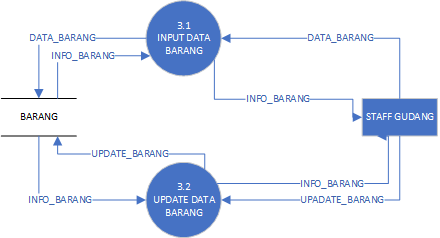 3.1
INPUT DATA
BARANG
DATA_BARANG
DATA_BARANG
INFO_BARANG
INFO_BARANG
BARANG
STAFF GUDANG
UPDATE_BARANG
INFO_BARANG
3.2
UPDATE DATA
BARANG
INFO_BARANG
UPADATE_BARANG